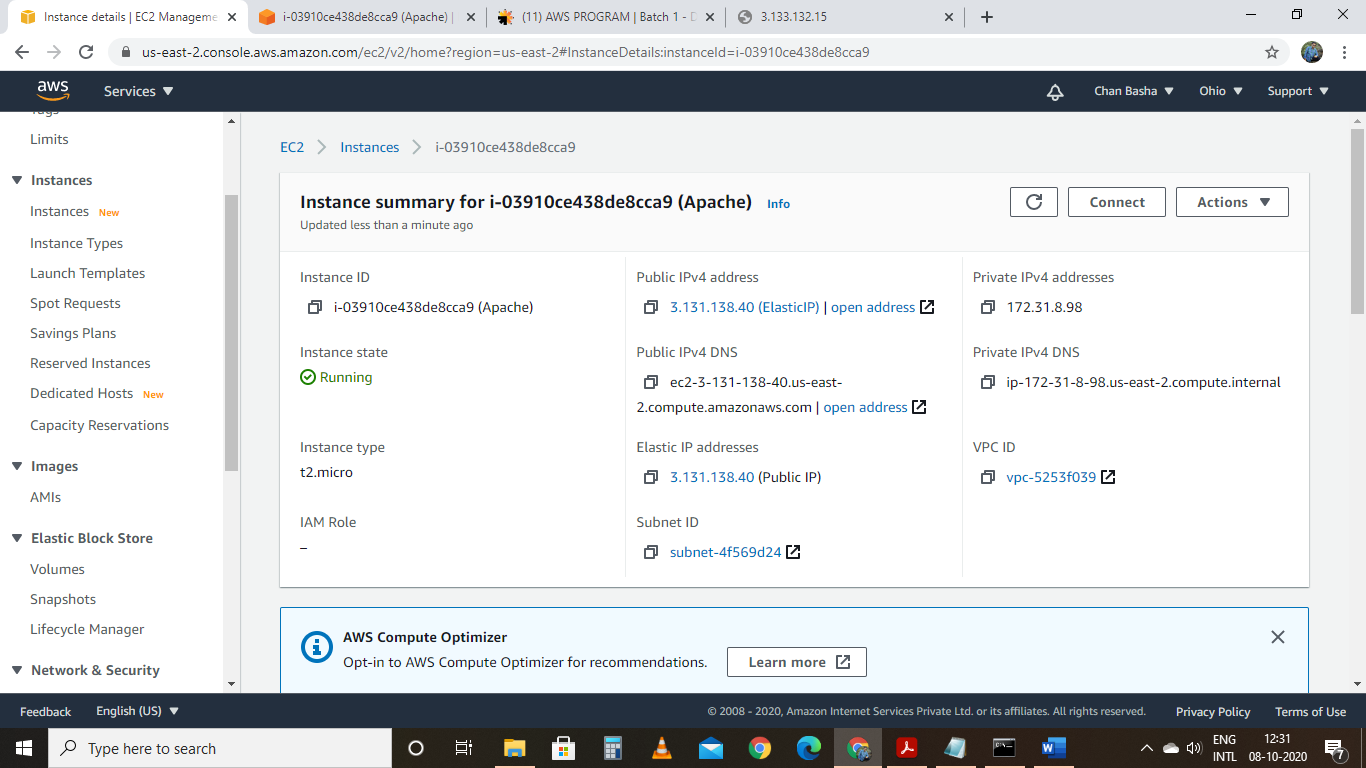 Instance details | EC2 Manageme
i-03910ce438de8cca9 (Apache) |
(11) AWS PROGRAM | Batch 1 - D
3.133.132.15
us-east-2.console.aws.amazon.com/ec2/v2/home?region=us-east-2#InstanceDetails:instanceId=i-03910ce438de8cca9
aws
Services
Chan Basha
Ohio
Support
Tags
Limits
Instances
Instances New
Instance Types
Launch Templates
Spot Requests
Savings Plans
Reserved Instances
Dedicated Hosts New
Capacity Reservations
Images
AMIs
Elastic Block Store
Volumes
Snapshots
Lifecycle Manager
Network & Security
EC2 > Instances > i-03910ce438de8cca9
Instance summary for i-03910ce438de8cca9 (Apache) Info
Updated less than a minute ago
Connect
Actions
Instance ID
i-03910ce438de8cca9 (Apache)
Public IPv4 address
3.131.138.40 (ElasticIP) | open address
Private IPv4 addresses
172.31.8.98
Instance state
Running
Public IPv4 DNS
ec2-3-131-138-40.us-east-
2.compute.amazonaws.com | open address
Private IPv4 DNS
ip-172-31-8-98.us-east-2.compute.internal
Instance type
t2.micro
Elastic IP addresses
3.131.138.40 (Public IP)
VPC ID
vpc-5253f039
IAM Role
–
Subnet ID
subnet-4f569d24
AWS Compute Optimizer
Opt-in to AWS Compute Optimizer for recommendations.
Learn more
Feedback
English (US)
© 2008 - 2020, Amazon Internet Services Private Ltd. or its affiliates. All rights reserved.
Privacy Policy
Terms of Use
Type here to search
ENG
INTL
12:31
08-10-2020
7